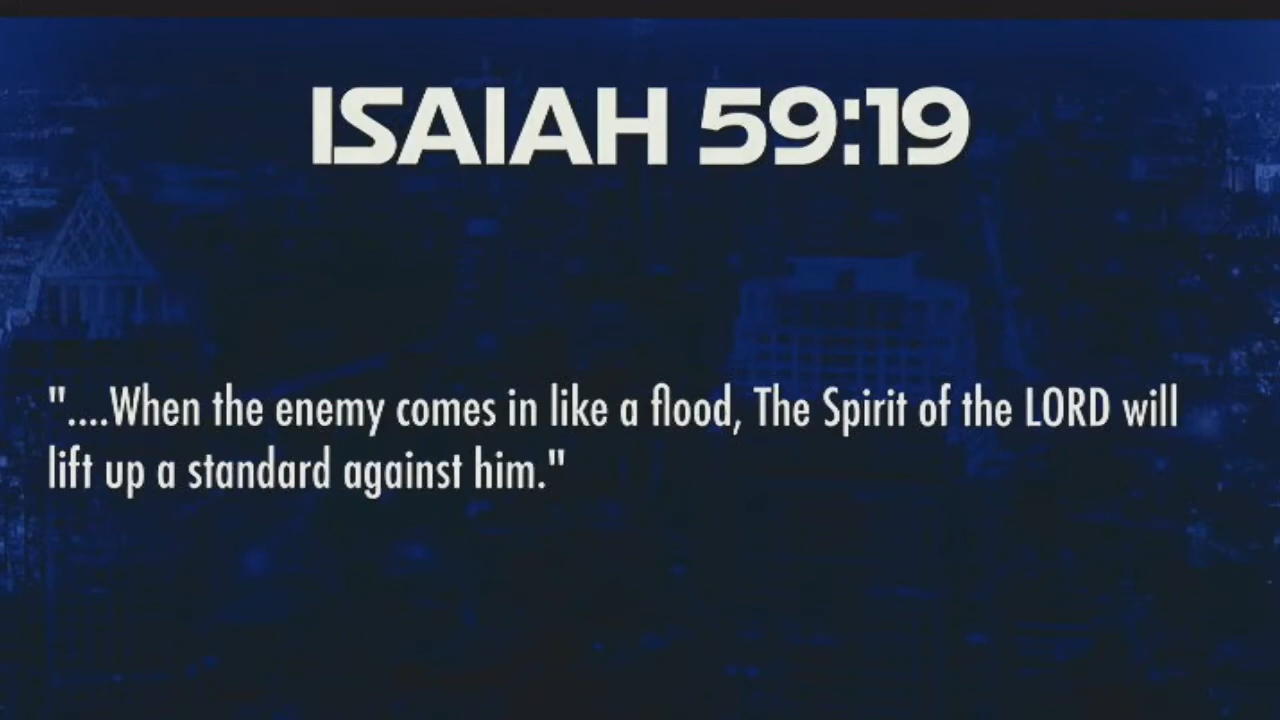 ISAIAH 59:19
"....When the enemy comes in like a flood, The Spirit of the LORD will
lift up a standard against him."